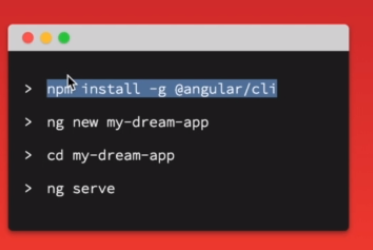 > npm install -g @angular/cli
> ng new my-dream-app
> cd my-dream-app
> ng serve